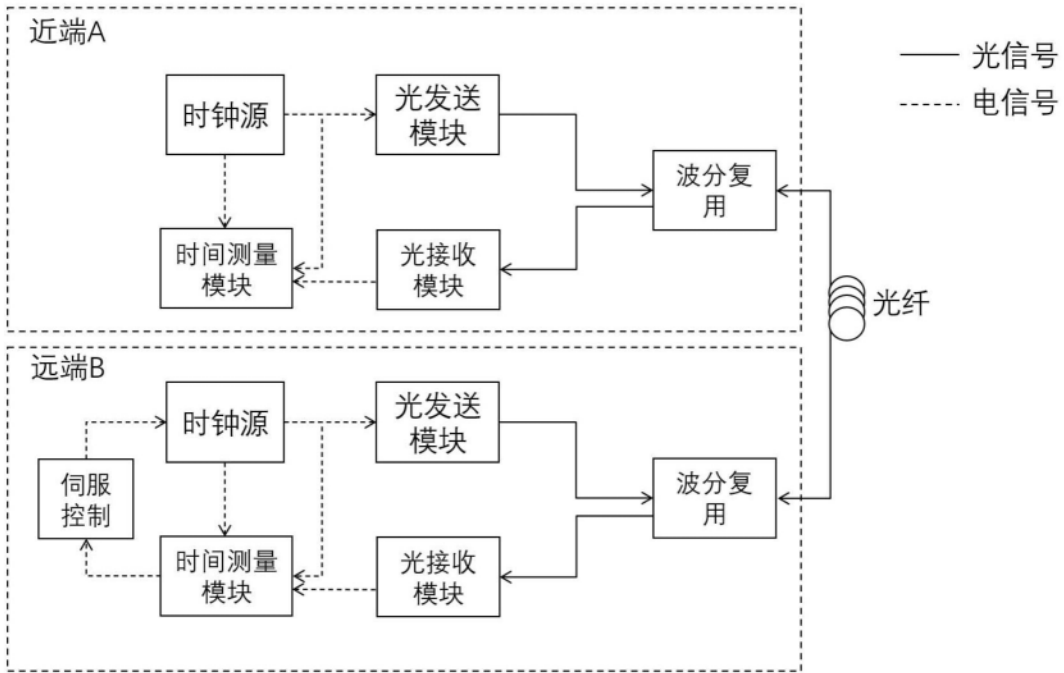 近端A
光信号
电信号
时钟源
光发送
模块
波分复
用
时间测量
模块
光接收
模块
光纤
远端B
时钟源
光发送
模块
伺服
控制
波分复
用
时间测量
模块
光接收
模块